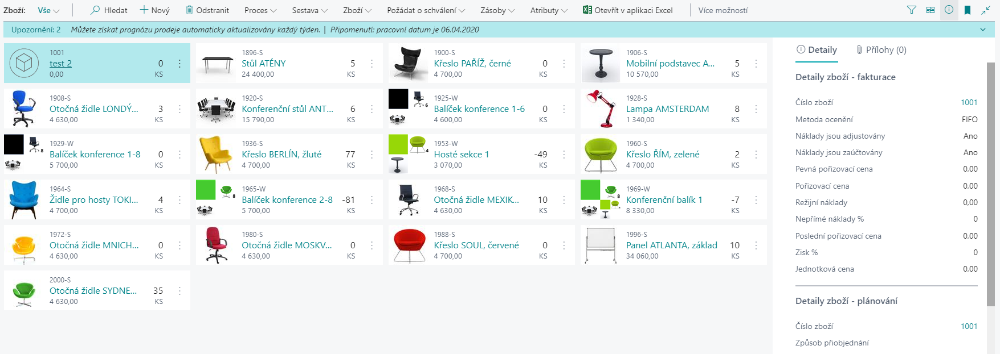 Zboží: Vše Hledat Nový Odstranit Proces Sestava Zboží Požádat o schválení Zásoby Atributy Otevřít v aplikaci Excel Více možností
Upozornění: 2 Můžete získat prognózu prodeje automaticky aktualizovány každý týden. | Připomenutí: pracovní datum je 06.04.2020
1001
test 2 0
0,00 KS
1896-S
Stůl ATÉNY 5
24 400,00 KS
1900-S
Křeslo PAŘÍŽ, černé 0
4 700,00 KS
1906-S
Mobilní podstavec A... 5
10 570,00 KS
1908-S
Otočná židle LONDÝ... 3
4 630,00 KS
1920-S
Konferenční stůl ANT... 6
15 790,00 KS
1925-W
6
Balíček konference 1-6 0
4 600,00 KS
1928-S
Lampa AMSTERDAM 8
1 340,00 KS
1929-W
8
Balíček konference 1-8 0
5 700,00 KS
1936-S
Křeslo BERLÍN, žluté 77
4 700,00 KS
1953-W
4
Hosté sekce 1 -49
3 070,00 KS
1960-S
Křeslo ŘÍM, zelené 2
4 700,00 KS
1964-S
Židle pro hosty TOKI... 4
4 700,00 KS
1965-W
8
Balíček konference 2-8 -81
5 700,00 KS
1968-S
Otočná židle MEXIK... 10
4 630,00 KS
1969-W
8
Konferenční balík 1 -7
8 330,00 KS
1972-S
Otočná židle MNICH... 0
4 630,00 KS
1980-S
Otočná židle MOSKV... 0
4 630,00 KS
1988-S
Křeslo SOUL, červené 0
4 700,00 KS
1996-S
Panel ATLANTA, základ 10
34 060,00 KS
2000-S
Otočná židle SYDNE... 35
4 630,00 KS
Detaily Přílohy (0)
Detaily zboží - fakturace
Číslo zboží 1001
Metoda ocenění FIFO
Náklady jsou adjustovány Ano
Náklady jsou zaúčtovány Ano
Pevná pořizovací cena 0,00
Pořizovací cena 0,00
Režijní náklady 0,00
Nepřímé náklady % 0
Poslední pořizovací cena 0,00
Zisk % 0
Jednotková cena 0,00
Detaily zboží - plánování
Číslo zboží 1001
Způsob přiobjednání